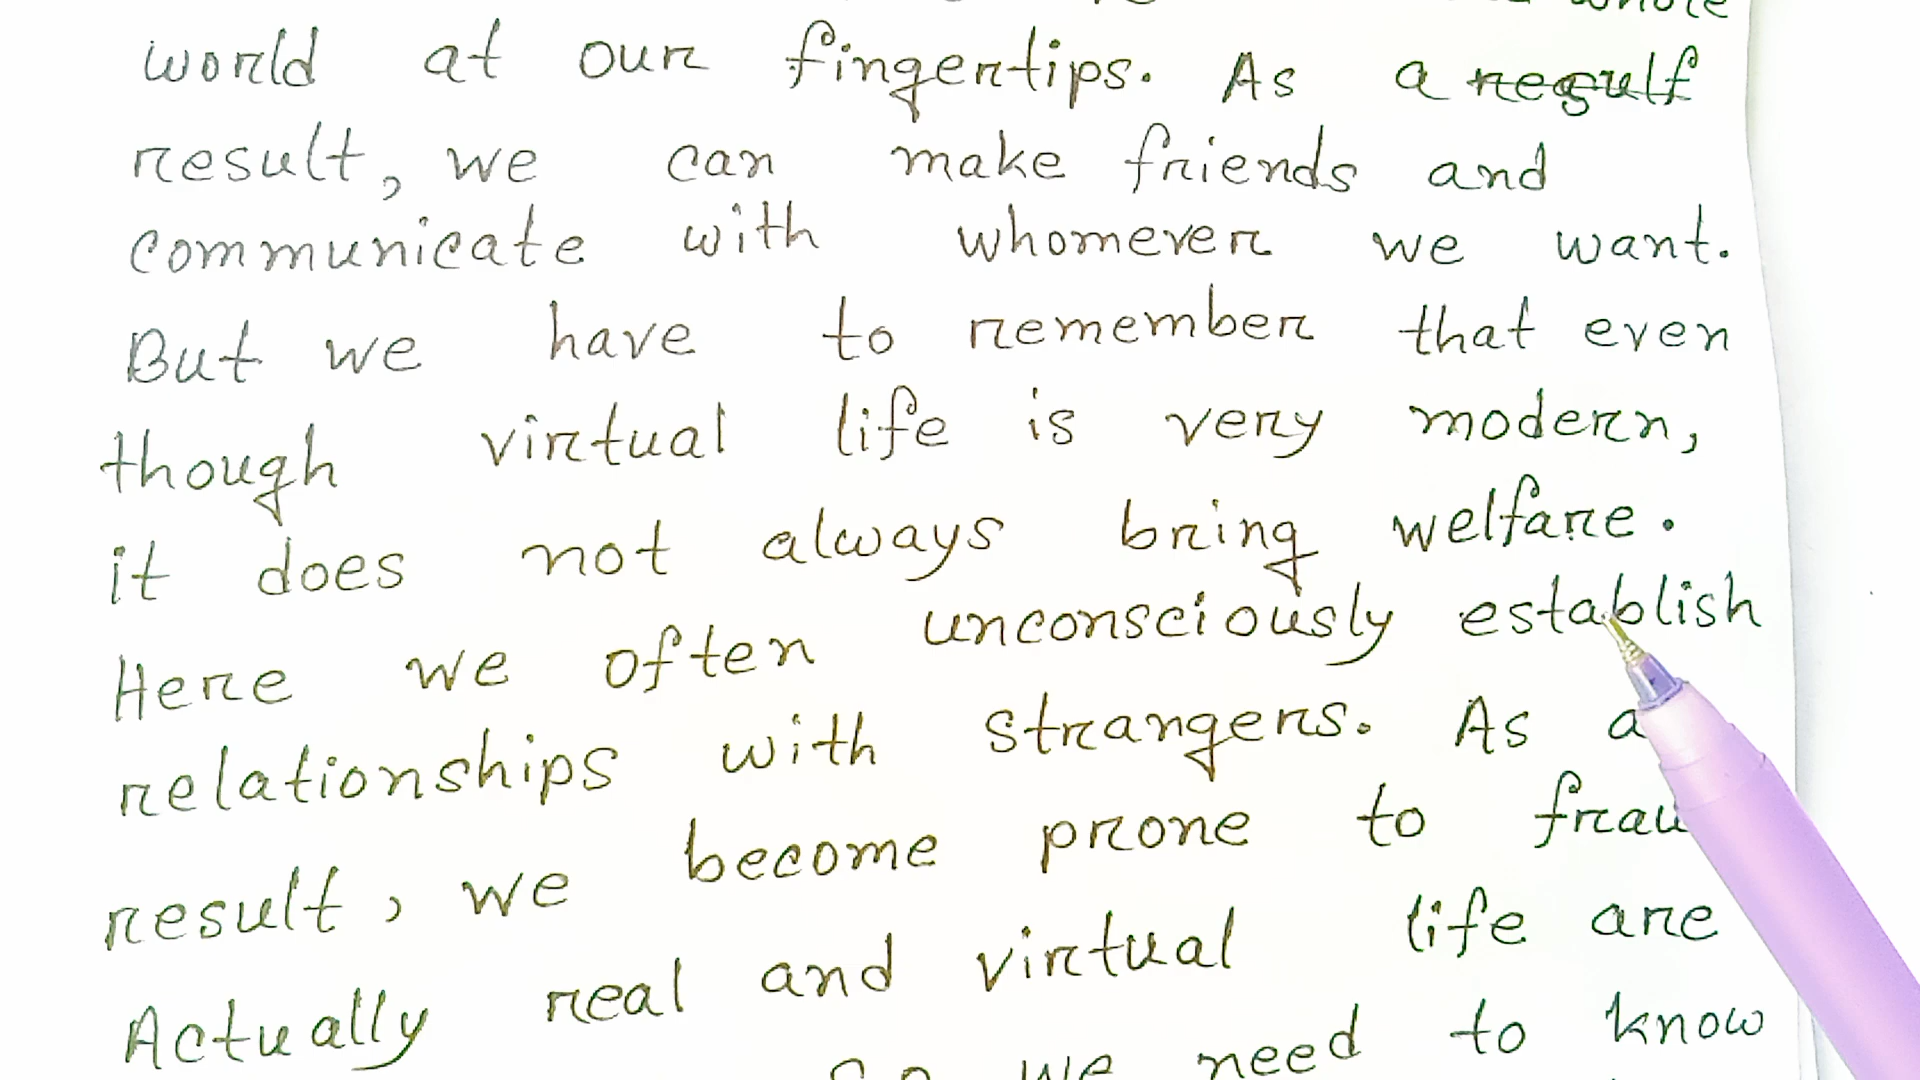 whole
world at our fingertips. As a result
result, we can make friends and
communicate with whomever we want.
But we have to remember that even
though virtual life is very modern,
it does not always bring welfare.
Here we often unconsciously establish
relationships with strangers. As a
result, we become prone to frau
Actually real and virtual life are
So we need to know